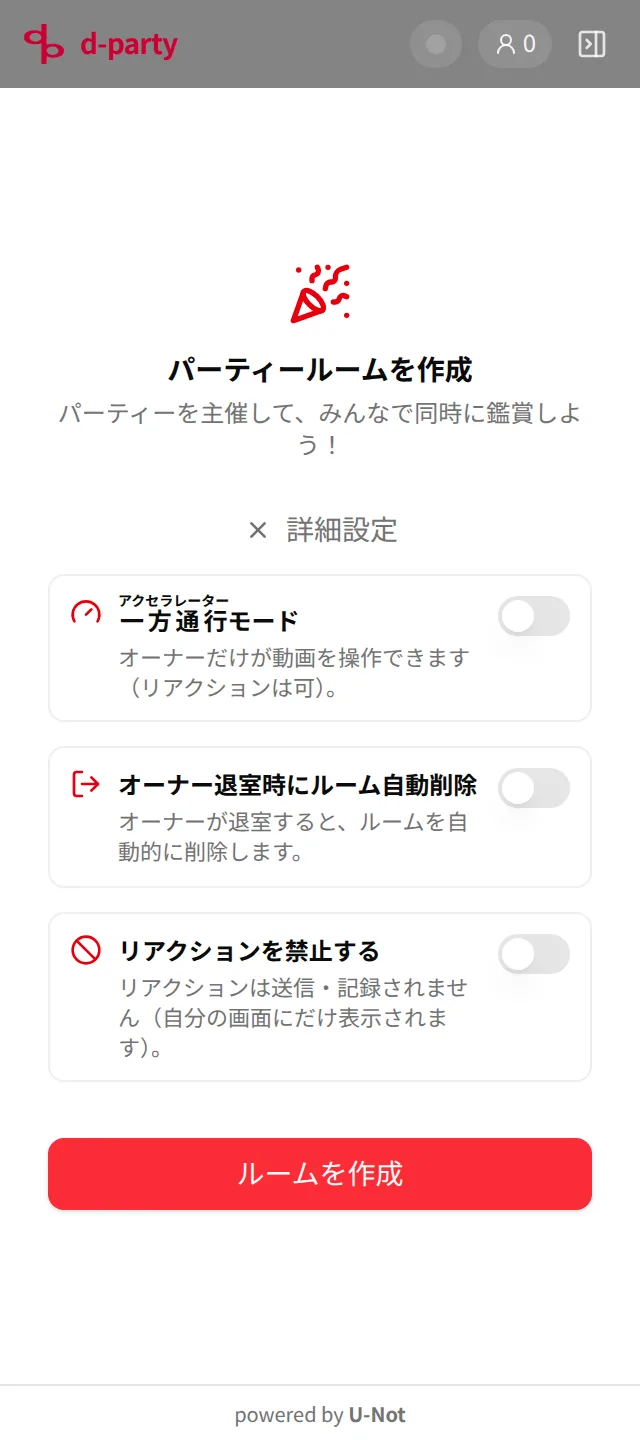 d-party
0
パーティールームを作成
パーティーを主催して、みんなで同時に鑑賞しよ
う！
詳細設定
アクセラレーター
一方通行モード
オーナーだけが動画を操作できます
（リアクションは可）。
オーナー退室時にルーム自動削除
オーナーが退室すると、ルームを自
動的に削除します。
リアクションを禁止する
リアクションは送信・記録されませ
ん（自分の画面にだけ表示されま
す）。
ルームを作成
powered by U-Not